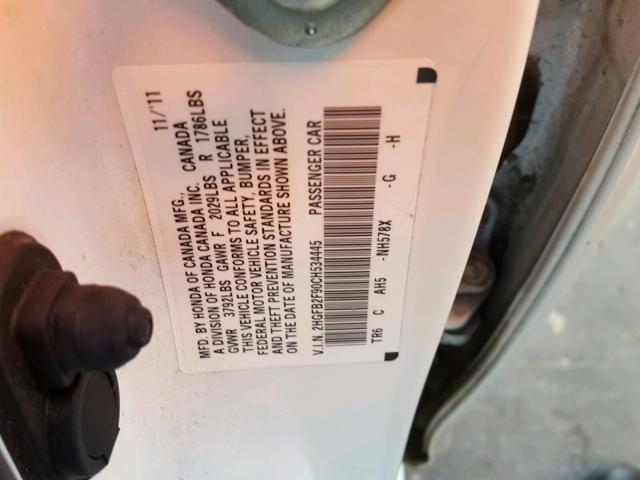 MFD. BY HONDA OF CANADA MFG., CANADA 11/'11
A DIVISION OF HONDA CANADA INC.
GVWR 3792LBS GAWR F 2029LBS R 1786LBS
THIS VEHICLE CONFORMS TO ALL APPLICABLE
FEDERAL MOTOR VEHICLE SAFETY, BUMPER,
AND THEFT PREVENTION STANDARDS IN EFFECT
ON THE DATE OF MANUFACTURE SHOWN ABOVE.
V.I.N. 2HGFB2F90CH534445 PASSENGER CAR
TR6 C AH5 -NH578X -G -H